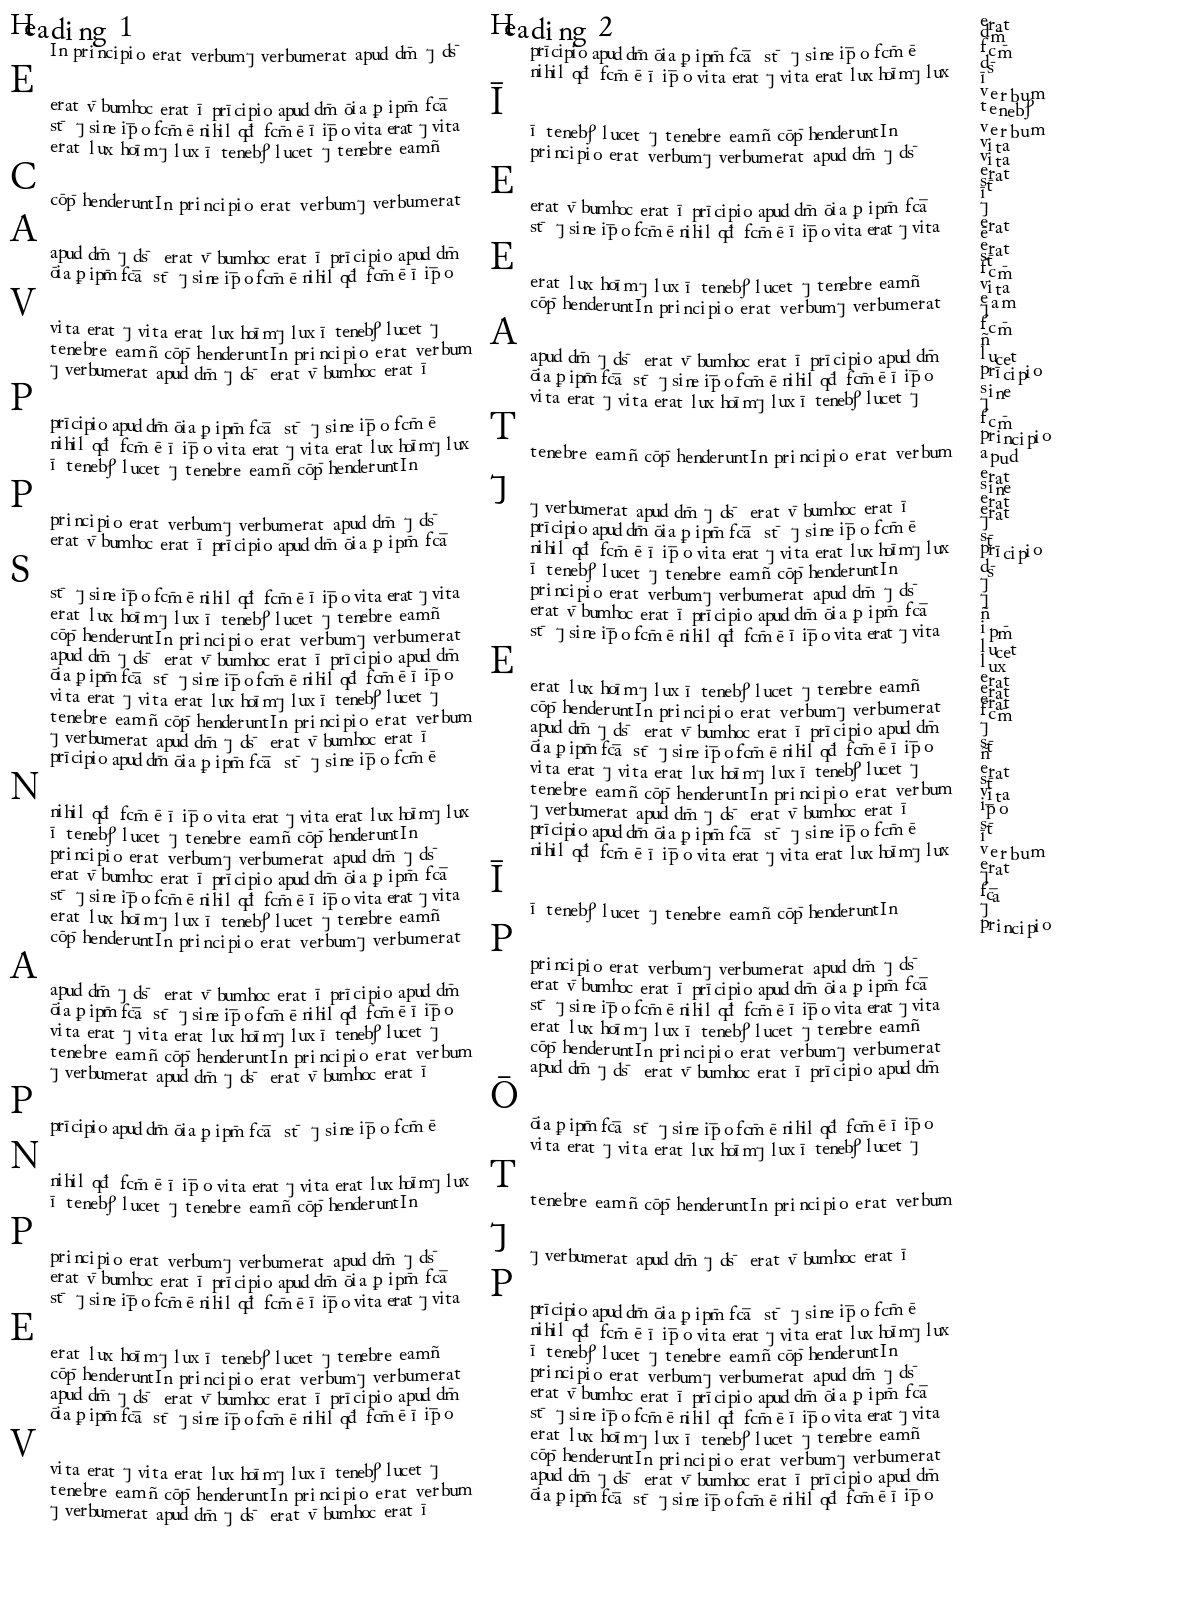 Heading 1
In principio erat verbum⁊ verbumerat apud dm̄ ⁊ ds̄
E
erat v̄ bumhoc erat ī prīcipio apud dm̄ ōia ꝑ ipm̄ fcā
st̄ ⁊ sine ip̄o fcm̄ ē nihil qđ fcm̄ ē ī ip̄o vita erat ⁊ vita
erat lux hoīm⁊ lux ī tenebꝭ lucet ⁊ tenebre eamñ
C
cōp̄ henderuntIn principio erat verbum⁊ verbumerat
A
apud dm̄ ⁊ ds̄ erat v̄ bumhoc erat ī prīcipio apud dm̄
ōia ꝑ ipm̄ fcā st̄ ⁊ sine ip̄o fcm̄ ē nihil qđ fcm̄ ē ī ip̄o
V
vita erat ⁊ vita erat lux hoīm⁊ lux ī tenebꝭ lucet ⁊
tenebre eamñ cōp̄ henderuntIn principio erat verbum
⁊ verbumerat apud dm̄ ⁊ ds̄ erat v̄ bumhoc erat ī
P
prīcipio apud dm̄ ōia ꝑ ipm̄ fcā st̄ ⁊ sine ip̄o fcm̄ ē
nihil qđ fcm̄ ē ī ip̄o vita erat ⁊ vita erat lux hoīm⁊ lux
ī tenebꝭ lucet ⁊ tenebre eamñ cōp̄ henderuntIn
P
principio erat verbum⁊ verbumerat apud dm̄ ⁊ ds̄
erat v̄ bumhoc erat ī prīcipio apud dm̄ ōia ꝑ ipm̄ fcā
S
st̄ ⁊ sine ip̄o fcm̄ ē nihil qđ fcm̄ ē ī ip̄o vita erat ⁊ vita
erat lux hoīm⁊ lux ī tenebꝭ lucet ⁊ tenebre eamñ
cōp̄ henderuntIn principio erat verbum⁊ verbumerat
apud dm̄ ⁊ ds̄ erat v̄ bumhoc erat ī prīcipio apud dm̄
ōia ꝑ ipm̄ fcā st̄ ⁊ sine ip̄o fcm̄ ē nihil qđ fcm̄ ē ī ip̄o
vita erat ⁊ vita erat lux hoīm⁊ lux ī tenebꝭ lucet ⁊
tenebre eamñ cōp̄ henderuntIn principio erat verbum
⁊ verbumerat apud dm̄ ⁊ ds̄ erat v̄ bumhoc erat ī
prīcipio apud dm̄ ōia ꝑ ipm̄ fcā st̄ ⁊ sine ip̄o fcm̄ ē
N
nihil qđ fcm̄ ē ī ip̄o vita erat ⁊ vita erat lux hoīm⁊ lux
ī tenebꝭ lucet ⁊ tenebre eamñ cōp̄ henderuntIn
principio erat verbum⁊ verbumerat apud dm̄ ⁊ ds̄
erat v̄ bumhoc erat ī prīcipio apud dm̄ ōia ꝑ ipm̄ fcā
st̄ ⁊ sine ip̄o fcm̄ ē nihil qđ fcm̄ ē ī ip̄o vita erat ⁊ vita
erat lux hoīm⁊ lux ī tenebꝭ lucet ⁊ tenebre eamñ
cōp̄ henderuntIn principio erat verbum⁊ verbumerat
A
apud dm̄ ⁊ ds̄ erat v̄ bumhoc erat ī prīcipio apud dm̄
ōia ꝑ ipm̄ fcā st̄ ⁊ sine ip̄o fcm̄ ē nihil qđ fcm̄ ē ī ip̄o
vita erat ⁊ vita erat lux hoīm⁊ lux ī tenebꝭ lucet ⁊
tenebre eamñ cōp̄ henderuntIn principio erat verbum
⁊ verbumerat apud dm̄ ⁊ ds̄ erat v̄ bumhoc erat ī
P
prīcipio apud dm̄ ōia ꝑ ipm̄ fcā st̄ ⁊ sine ip̄o fcm̄ ē
N
nihil qđ fcm̄ ē ī ip̄o vita erat ⁊ vita erat lux hoīm⁊ lux
ī tenebꝭ lucet ⁊ tenebre eamñ cōp̄ henderuntIn
P
principio erat verbum⁊ verbumerat apud dm̄ ⁊ ds̄
erat v̄ bumhoc erat ī prīcipio apud dm̄ ōia ꝑ ipm̄ fcā
st̄ ⁊ sine ip̄o fcm̄ ē nihil qđ fcm̄ ē ī ip̄o vita erat ⁊ vita
E
erat lux hoīm⁊ lux ī tenebꝭ lucet ⁊ tenebre eamñ
cōp̄ henderuntIn principio erat verbum⁊ verbumerat
apud dm̄ ⁊ ds̄ erat v̄ bumhoc erat ī prīcipio apud dm̄
ōia ꝑ ipm̄ fcā st̄ ⁊ sine ip̄o fcm̄ ē nihil qđ fcm̄ ē ī ip̄o
V
vita erat ⁊ vita erat lux hoīm⁊ lux ī tenebꝭ lucet ⁊
tenebre eamñ cōp̄ henderuntIn principio erat verbum
⁊ verbumerat apud dm̄ ⁊ ds̄ erat v̄ bumhoc erat ī
Heading 2
prīcipio apud dm̄ ōia ꝑ ipm̄ fcā st̄ ⁊ sine ip̄o fcm̄ ē
nihil qđ fcm̄ ē ī ip̄o vita erat ⁊ vita erat lux hoīm⁊ lux
Ī
ī tenebꝭ lucet ⁊ tenebre eamñ cōp̄ henderuntIn
principio erat verbum⁊ verbumerat apud dm̄ ⁊ ds̄
E
erat v̄ bumhoc erat ī prīcipio apud dm̄ ōia ꝑ ipm̄ fcā
st̄ ⁊ sine ip̄o fcm̄ ē nihil qđ fcm̄ ē ī ip̄o vita erat ⁊ vita
E
erat lux hoīm⁊ lux ī tenebꝭ lucet ⁊ tenebre eamñ
cōp̄ henderuntIn principio erat verbum⁊ verbumerat
A
apud dm̄ ⁊ ds̄ erat v̄ bumhoc erat ī prīcipio apud dm̄
ōia ꝑ ipm̄ fcā st̄ ⁊ sine ip̄o fcm̄ ē nihil qđ fcm̄ ē ī ip̄o
vita erat ⁊ vita erat lux hoīm⁊ lux ī tenebꝭ lucet ⁊
T
tenebre eamñ cōp̄ henderuntIn principio erat verbum
⁊
⁊ verbumerat apud dm̄ ⁊ ds̄ erat v̄ bumhoc erat ī
prīcipio apud dm̄ ōia ꝑ ipm̄ fcā st̄ ⁊ sine ip̄o fcm̄ ē
nihil qđ fcm̄ ē ī ip̄o vita erat ⁊ vita erat lux hoīm⁊ lux
ī tenebꝭ lucet ⁊ tenebre eamñ cōp̄ henderuntIn
principio erat verbum⁊ verbumerat apud dm̄ ⁊ ds̄
erat v̄ bumhoc erat ī prīcipio apud dm̄ ōia ꝑ ipm̄ fcā
st̄ ⁊ sine ip̄o fcm̄ ē nihil qđ fcm̄ ē ī ip̄o vita erat ⁊ vita
E
erat lux hoīm⁊ lux ī tenebꝭ lucet ⁊ tenebre eamñ
cōp̄ henderuntIn principio erat verbum⁊ verbumerat
apud dm̄ ⁊ ds̄ erat v̄ bumhoc erat ī prīcipio apud dm̄
ōia ꝑ ipm̄ fcā st̄ ⁊ sine ip̄o fcm̄ ē nihil qđ fcm̄ ē ī ip̄o
vita erat ⁊ vita erat lux hoīm⁊ lux ī tenebꝭ lucet ⁊
tenebre eamñ cōp̄ henderuntIn principio erat verbum
⁊ verbumerat apud dm̄ ⁊ ds̄ erat v̄ bumhoc erat ī
prīcipio apud dm̄ ōia ꝑ ipm̄ fcā st̄ ⁊ sine ip̄o fcm̄ ē
nihil qđ fcm̄ ē ī ip̄o vita erat ⁊ vita erat lux hoīm⁊ lux
Ī
ī tenebꝭ lucet ⁊ tenebre eamñ cōp̄ henderuntIn
P
principio erat verbum⁊ verbumerat apud dm̄ ⁊ ds̄
erat v̄ bumhoc erat ī prīcipio apud dm̄ ōia ꝑ ipm̄ fcā
st̄ ⁊ sine ip̄o fcm̄ ē nihil qđ fcm̄ ē ī ip̄o vita erat ⁊ vita
erat lux hoīm⁊ lux ī tenebꝭ lucet ⁊ tenebre eamñ
cōp̄ henderuntIn principio erat verbum⁊ verbumerat
apud dm̄ ⁊ ds̄ erat v̄ bumhoc erat ī prīcipio apud dm̄
Ō
ōia ꝑ ipm̄ fcā st̄ ⁊ sine ip̄o fcm̄ ē nihil qđ fcm̄ ē ī ip̄o
vita erat ⁊ vita erat lux hoīm⁊ lux ī tenebꝭ lucet ⁊
T
tenebre eamñ cōp̄ henderuntIn principio erat verbum
⁊
⁊ verbumerat apud dm̄ ⁊ ds̄ erat v̄ bumhoc erat ī
P
prīcipio apud dm̄ ōia ꝑ ipm̄ fcā st̄ ⁊ sine ip̄o fcm̄ ē
nihil qđ fcm̄ ē ī ip̄o vita erat ⁊ vita erat lux hoīm⁊ lux
ī tenebꝭ lucet ⁊ tenebre eamñ cōp̄ henderuntIn
principio erat verbum⁊ verbumerat apud dm̄ ⁊ ds̄
erat v̄ bumhoc erat ī prīcipio apud dm̄ ōia ꝑ ipm̄ fcā
st̄ ⁊ sine ip̄o fcm̄ ē nihil qđ fcm̄ ē ī ip̄o vita erat ⁊ vita
erat lux hoīm⁊ lux ī tenebꝭ lucet ⁊ tenebre eamñ
cōp̄ henderuntIn principio erat verbum⁊ verbumerat
apud dm̄ ⁊ ds̄ erat v̄ bumhoc erat ī prīcipio apud dm̄
ōia ꝑ ipm̄ fcā st̄ ⁊ sine ip̄o fcm̄ ē nihil qđ fcm̄ ē ī ip̄o
erat
dm̄
fcm̄
ds̄
ī
verbum
tenebꝭ
verbum
vita
vita
erat
st̄
ī
⁊
erat
ē
erat
st̄
fcm̄
vita
eam
⁊
fcm̄
ñ
lucet
prīcipio
sine
⁊
fcm̄
principio
apud
erat
sine
erat
erat
⁊
st̄
prīcipio
ds̄
⁊
⁊
ñ
ipm̄
lucet
lux
erat
erat
erat
fcm̄
⁊
st̄
ñ
erat
st̄
vita
ip̄o
st̄
ī
verbum
erat
⁊
fcā
⁊
principio